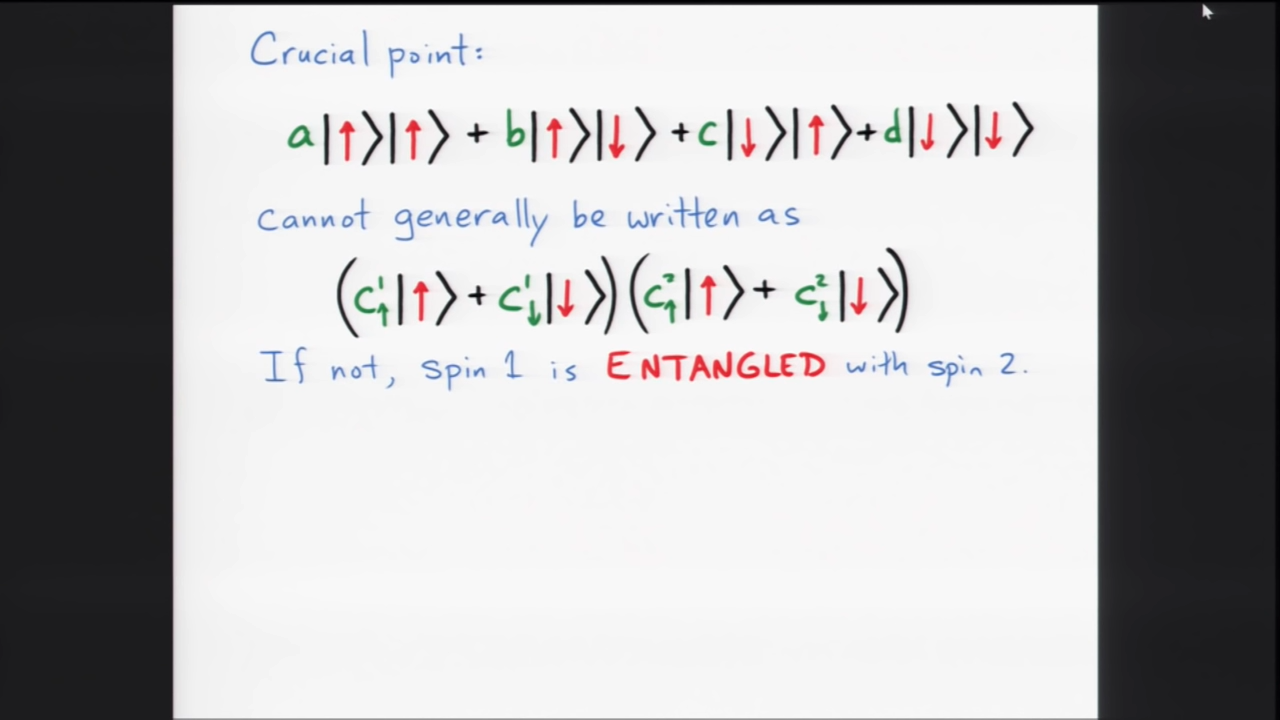 Crucial point:
a|↑⟩|↑⟩ + b|↑⟩|↓⟩ + c|↓⟩|↑⟩ + d|↓⟩|↓⟩
cannot generally be written as
(c¹↑|↑⟩ + c¹↓|↓⟩)(c²↑|↑⟩ + c²↓|↓⟩)
If not, spin 1 is ENTANGLED with spin 2.